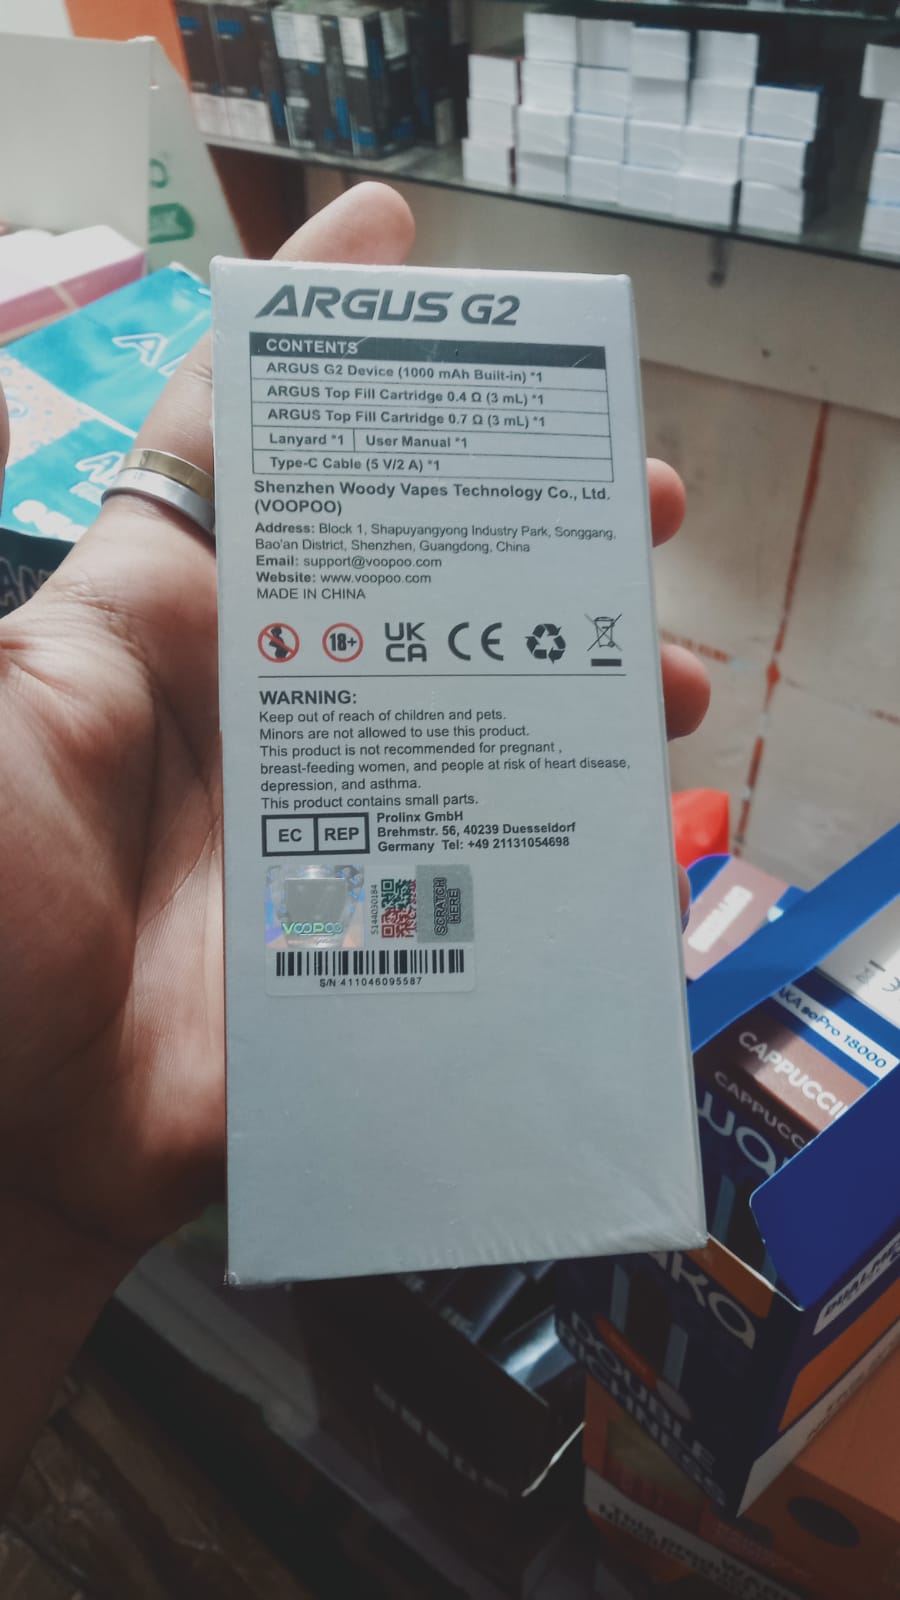 ARGUS G2
CONTENTS
ARGUS G2 Device (1000 mAh Built-in) *1
ARGUS Top Fill Cartridge 0.4 Ω (3 mL) *1
ARGUS Top Fill Cartridge 0.7 Ω (3 mL) *1
Lanyard *1 User Manual *1
Type-C Cable (5 V/2 A) *1
Shenzhen Woody Vapes Technology Co., Ltd.
(VOOPOO)
Address: Block 1, Shapuyangyong Industry Park, Songgang,
Bao'an District, Shenzhen, Guangdong, China
Email: support@voopoo.com
Website: www.voopoo.com
MADE IN CHINA
18+ UK CA CE
WARNING:
Keep out of reach of children and pets.
Minors are not allowed to use this product.
This product is not recommended for pregnant ,
breast-feeding women, and people at risk of heart disease,
depression, and asthma.
This product contains small parts.
EC REP
Prolinx GmbH
Brehmstr. 56, 40239 Duesseldorf
Germany Tel: +49 21131054698
VOOPOO
5144030184
SCRATCH
HERE
S/N 411046095587
soPro 18000
CAPPUCCI
CAPPUCC
DOUBL